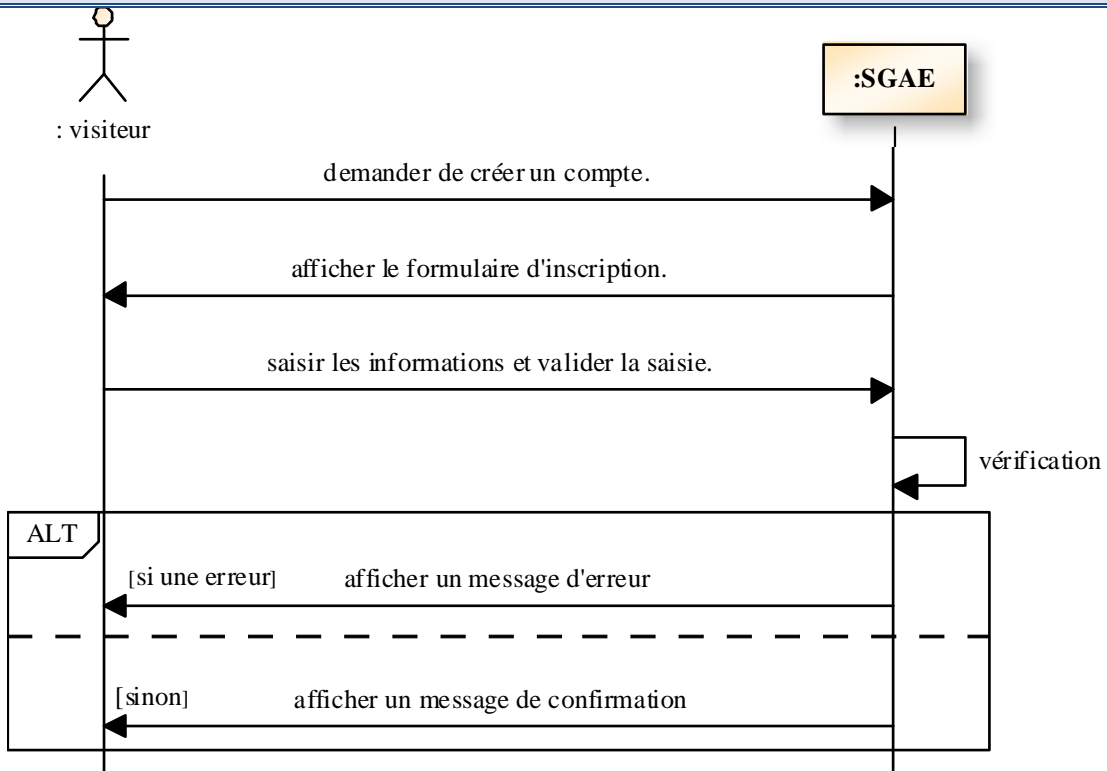 :SGAE
: visiteur
demander de créer un compte.
afficher le formulaire d'inscription.
saisir les informations et valider la saisie.
vérification
ALT
[si une erreur] afficher un message d'erreur
[sinon] afficher un message de confirmation